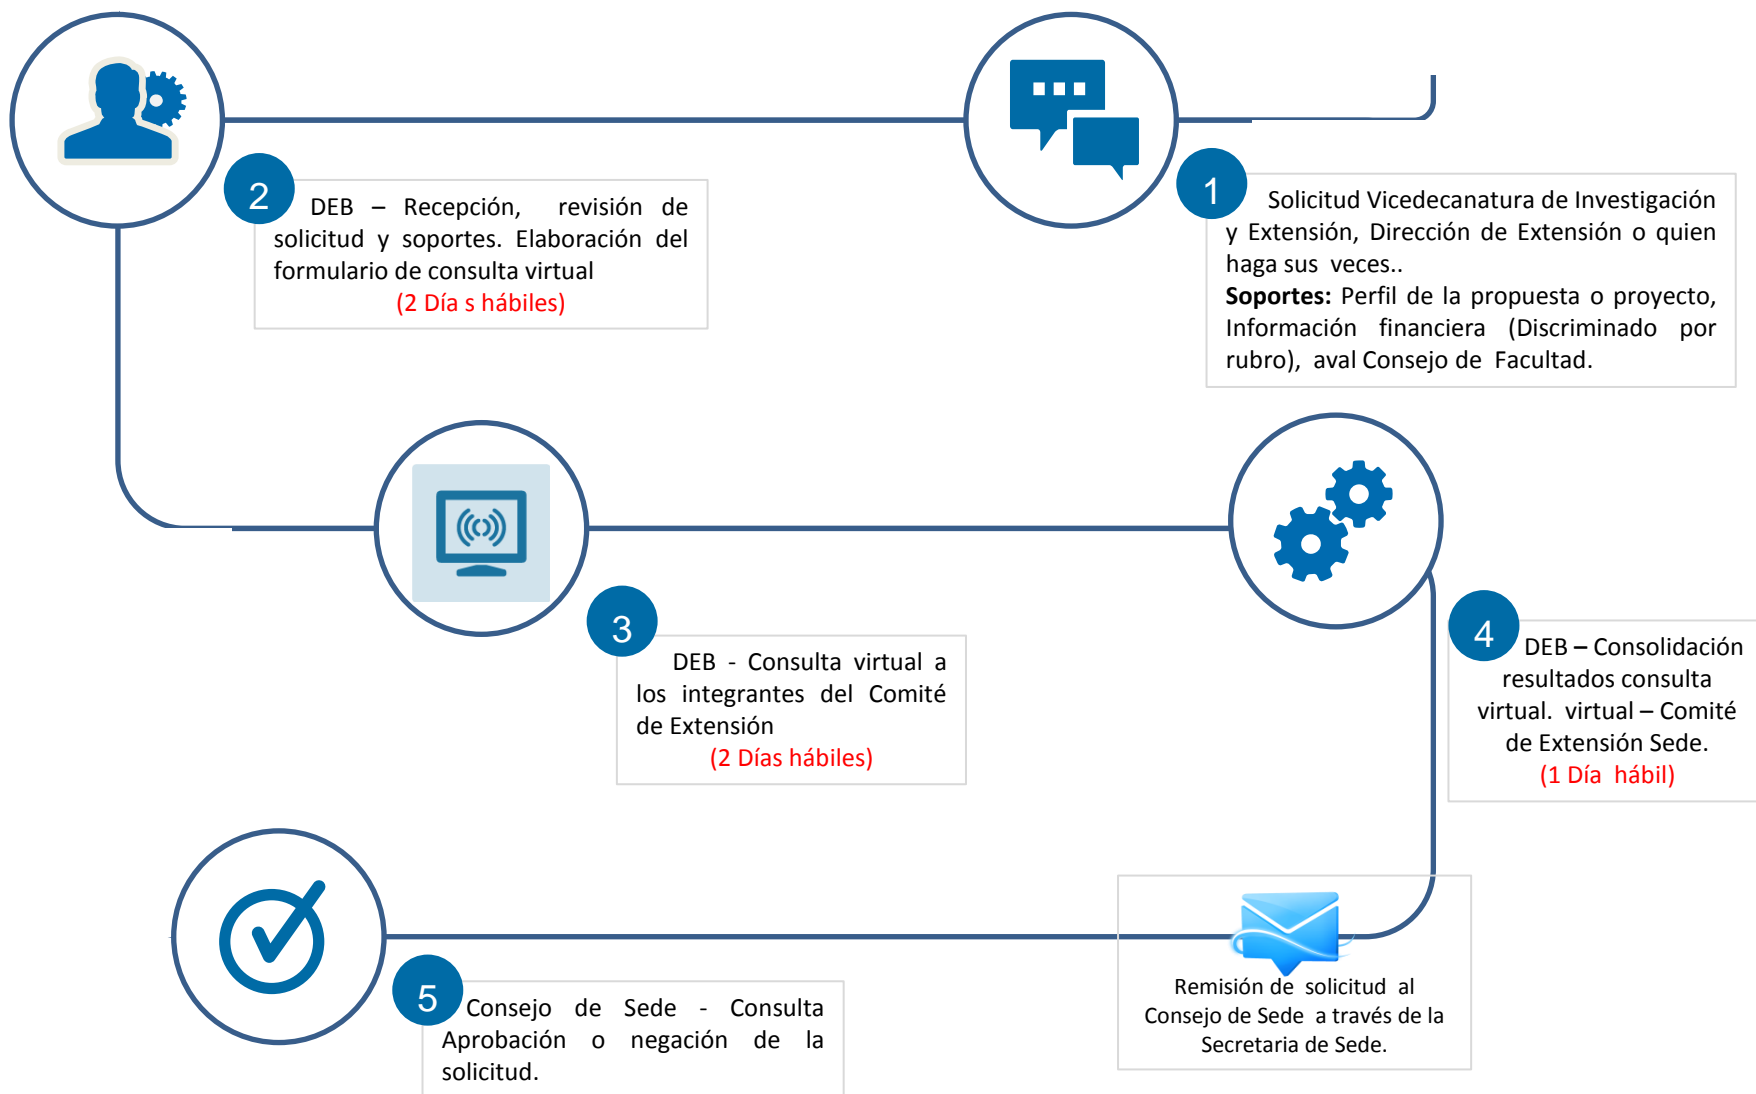 1
Solicitud Vicedecanatura de Investigación
y Extensión, Dirección de Extensión o quien
haga sus veces..
Soportes: Perfil de la propuesta o proyecto,
Información financiera (Discriminado por
rubro), aval Consejo de Facultad.
2
DEB – Recepción, revisión de
solicitud y soportes. Elaboración del
formulario de consulta virtual
(2 Día s hábiles)
3
DEB - Consulta virtual a
los integrantes del Comité
de Extensión
(2 Días hábiles)
4
DEB – Consolidación
resultados consulta
virtual. virtual – Comité
de Extensión Sede.
(1 Día hábil)
Remisión de solicitud al
Consejo de Sede a través de la
Secretaria de Sede.
5
Consejo de Sede - Consulta
Aprobación o negación de la
solicitud.